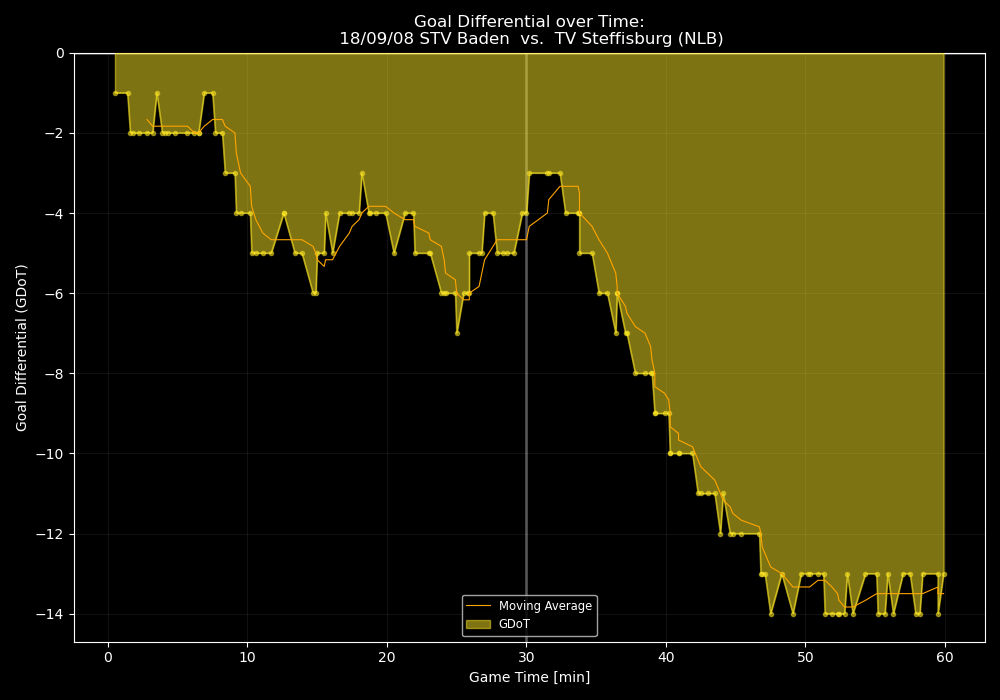 Goal Differential over Time:
18/09/08 STV Baden  vs.  TV Steffisburg (NLB)
Goal Differential (GDoT)
0
−2
−4
−6
−8
−10
−12
−14
0 10 20 30 40 50 60
Game Time [min]
Moving Average
GDoT